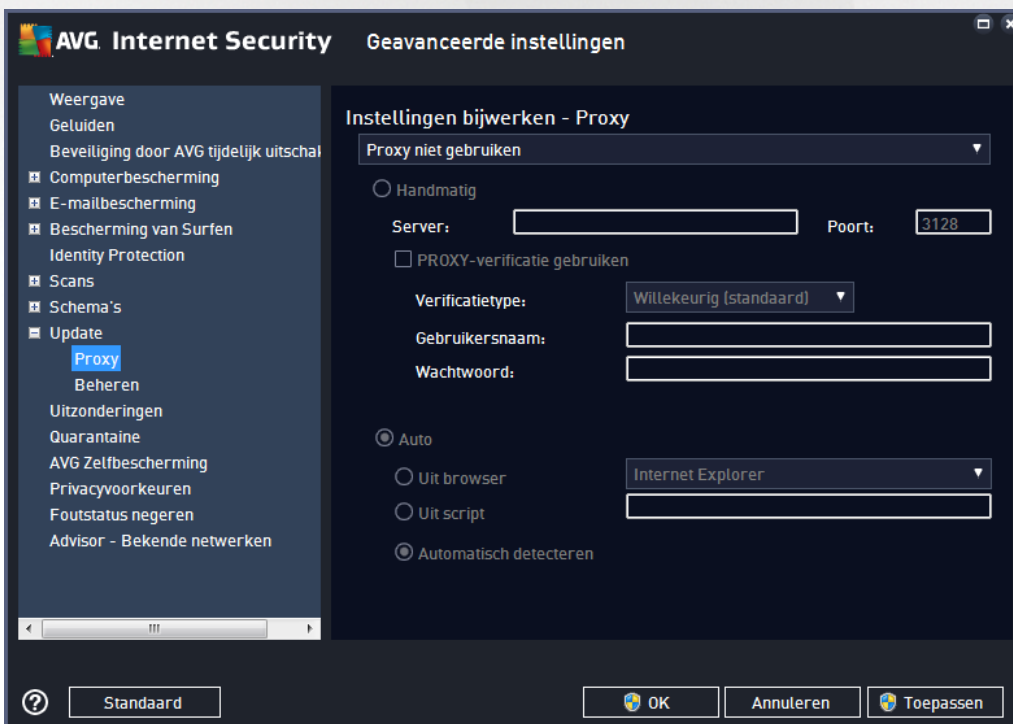 AVG. Internet Security
Geavanceerde instellingen
Weergave
Geluiden
Beveiliging door AVG tijdelijk uitschak
Computerbescherming
E-mailbescherming
Bescherming van Surfen
Identity Protection
Scans
Schema's
Update
Proxy
Beheren
Uitzonderingen
Quarantaine
AVG Zelfbescherming
Privacyvoorkeuren
Foutstatus negeren
Advisor - Bekende netwerken
Instellingen bijwerken - Proxy
Proxy niet gebruiken
Handmatig
Server: Poort: 3128
PROXY-verificatie gebruiken
Verificatietype: Willekeurig (standaard)
Gebruikersnaam:
Wachtwoord:
Auto
Uit browser Internet Explorer
Uit script
Automatisch detecteren
? Standaard OK Annuleren Toepassen